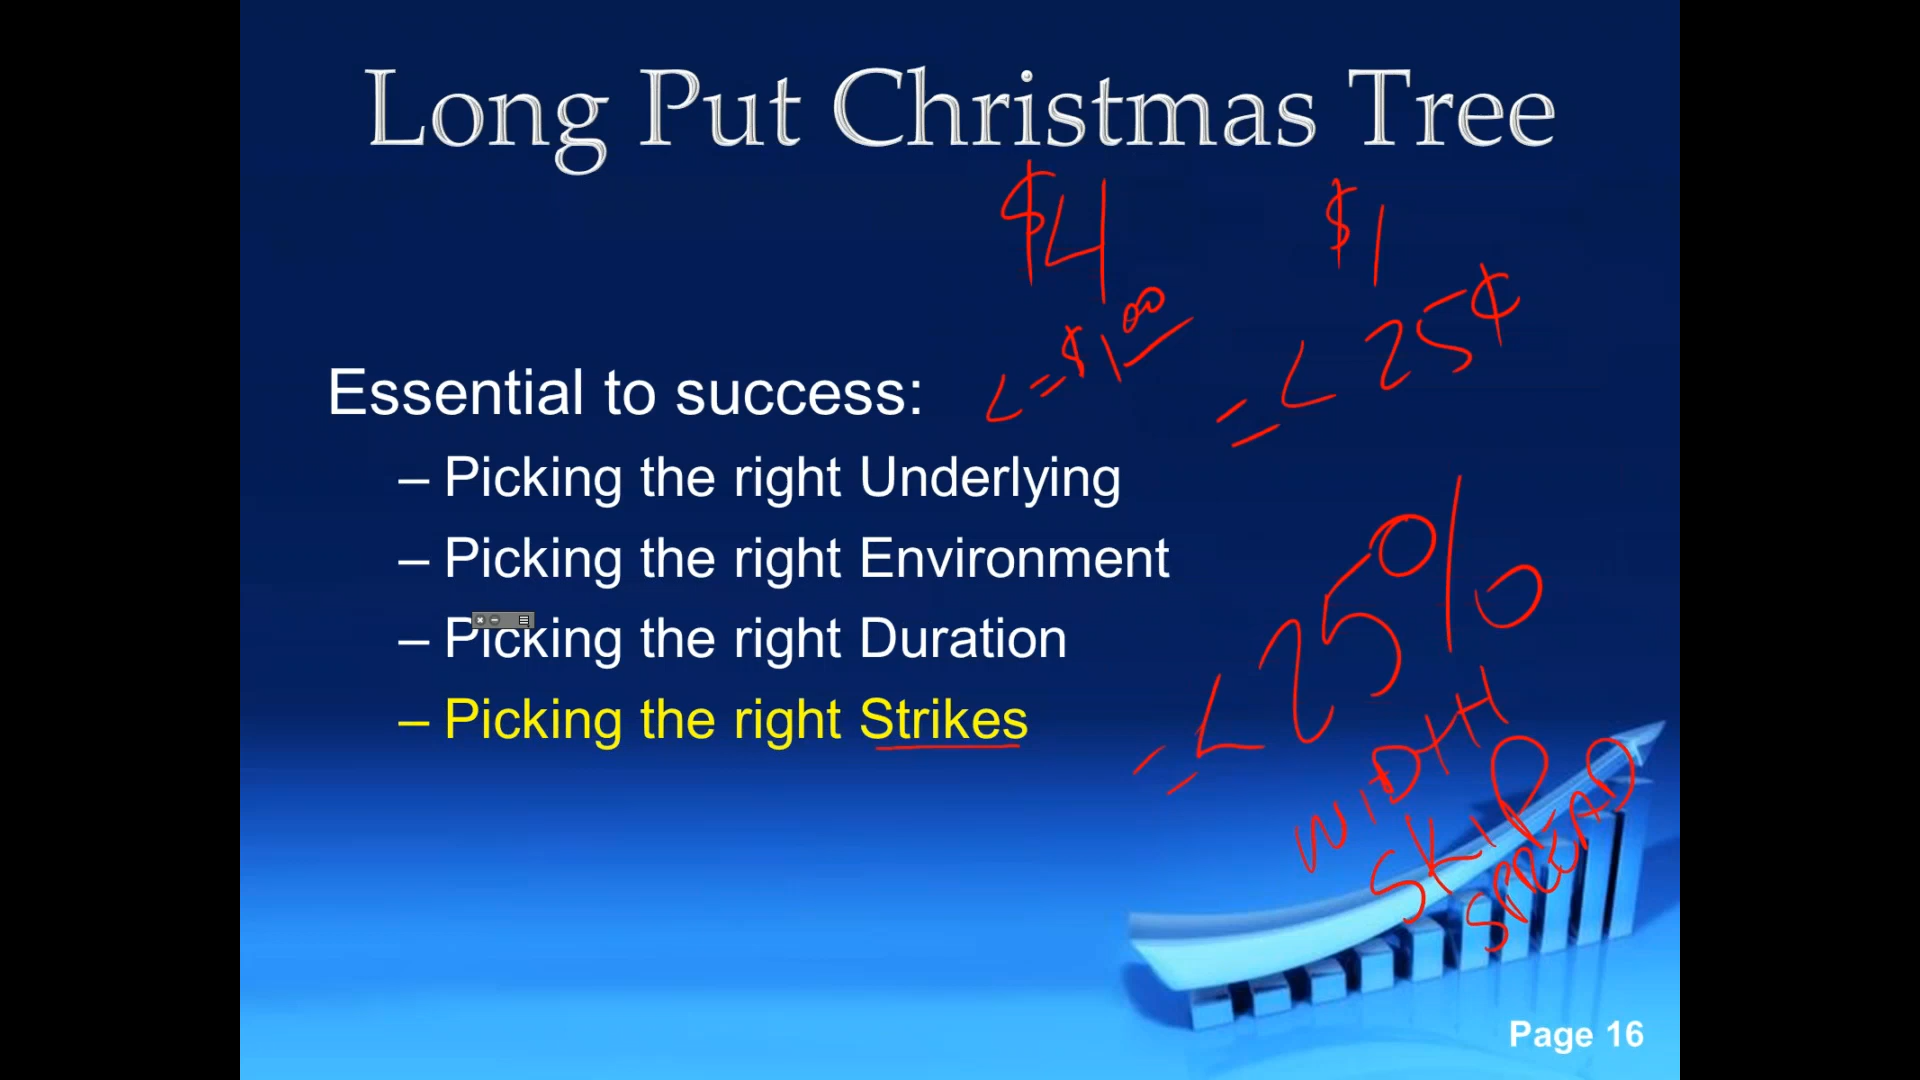 Long Put Christmas Tree
$4
$1
<=$1.00
=<25¢
Essential to success:
– Picking the right Underlying
– Picking the right Environment
– Picking the right Duration
– Picking the right Strikes
=<25%
WIDTH
SKIP
SPREAD
Page 16